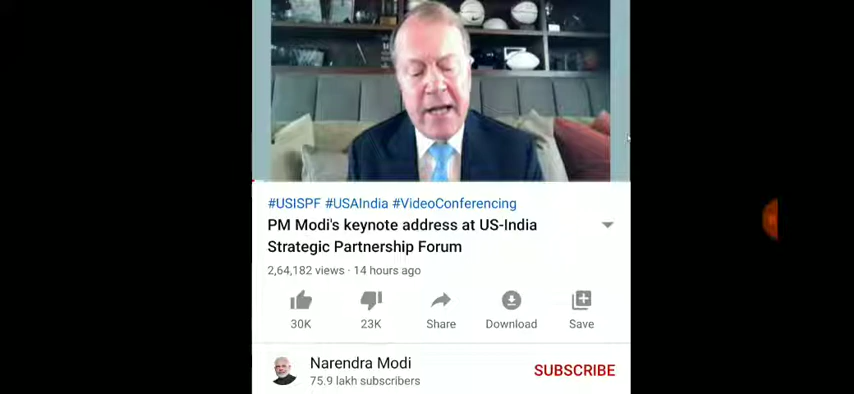 #USISPF #USAIndia #VideoConferencing
PM Modi's keynote address at US-India
Strategic Partnership Forum
2,64,182 views · 14 hours ago
30K 23K Share Download Save
Narendra Modi
SUBSCRIBE
75.9 lakh subscribers